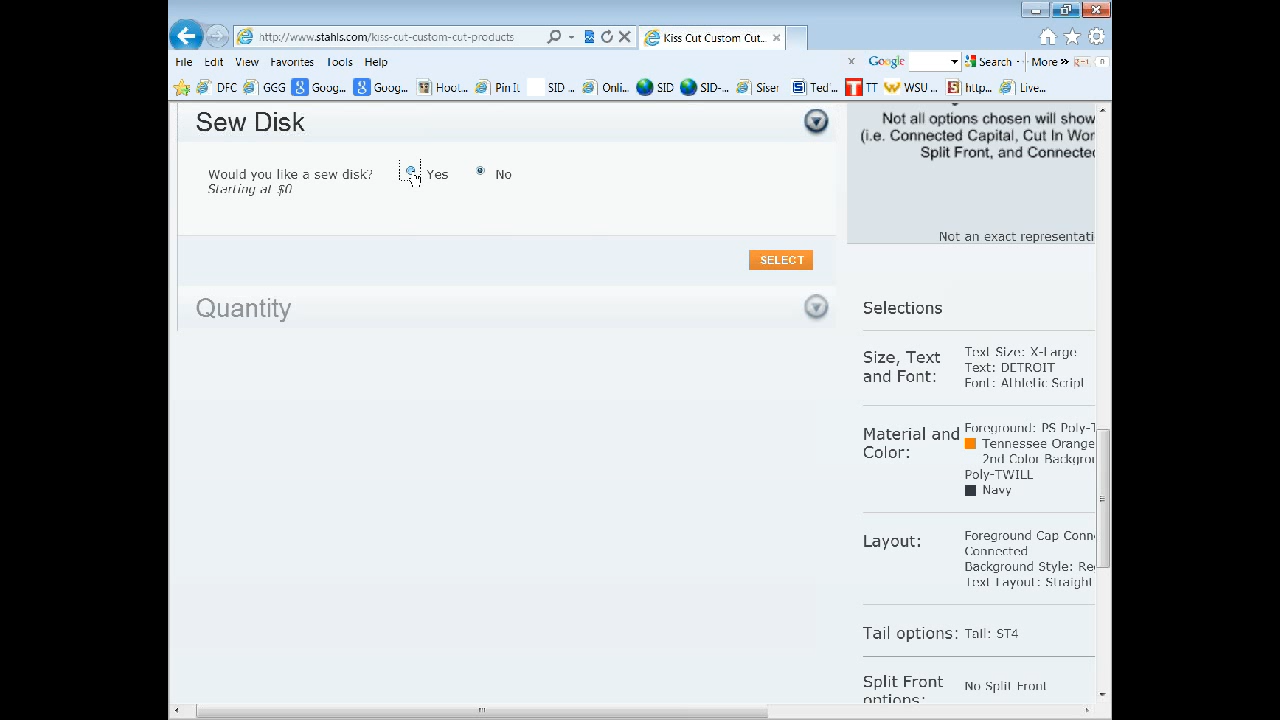 http://www.stahls.com/kiss-cut-custom-cut-products
Kiss Cut Custom Cut...
File Edit View Favorites Tools Help
Google
Search
More »
0
DFC GGG Goog... Goog... Hoot... Pin It SID ... Onli... SID SID-... Siser Ted'... TT WSU ... http... Live...
Sew Disk
Would you like a sew disk?
Yes
No
Starting at $0
SELECT
Quantity
Not all options chosen will show
(i.e. Connected Capital, Cut In Wor
Split Front, and Connecte
Not an exact representati
Selections
Size, Text
and Font:
Text Size: X-Large
Text: DETROIT
Font: Athletic Script
Material and
Color:
Foreground: PS Poly-T
Tennessee Orange
2nd Color Backgrou
Poly-TWILL
Navy
Layout:
Foreground Cap Conn
Connected
Background Style: Re
Text Layout: Straight
Tail options:
Tail: ST4
Split Front
options:
No Split Front